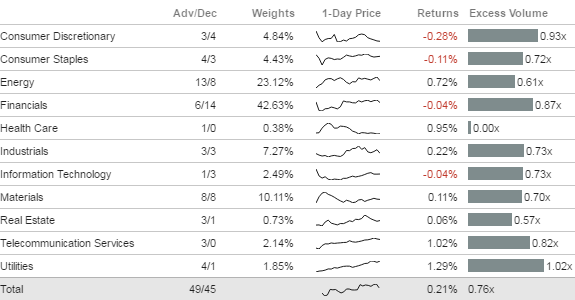 Adv/Dec Weights 1-Day Price Returns Excess Volume
Consumer Discretionary 3/4 4.84% -0.28% 0.93x
Consumer Staples 4/3 4.43% -0.11% 0.72x
Energy 13/8 23.12% 0.72% 0.61x
Financials 6/14 42.63% -0.04% 0.87x
Health Care 1/0 0.38% 0.95% 0.00x
Industrials 3/3 7.27% 0.22% 0.73x
Information Technology 1/3 2.49% -0.04% 0.73x
Materials 8/8 10.11% 0.11% 0.70x
Real Estate 3/1 0.73% 0.06% 0.57x
Telecommunication Services 3/0 2.14% 1.02% 0.82x
Utilities 4/1 1.85% 1.29% 1.02x
Total 49/45 0.21% 0.76x